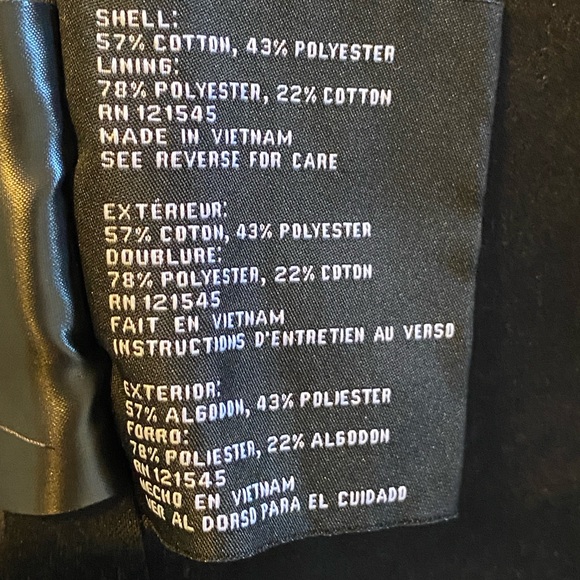 SHELL:
57% COTTON, 43% POLYESTER
LINING:
78% POLYESTER, 22% COTTON
RN 121545
MADE IN VIETNAM
SEE REVERSE FOR CARE
EXTÉRIEUR:
57% COTON, 43% POLYESTER
DOUBLURE:
78% POLYESTER, 22% COTON
RN 121545
FAIT EN VIETNAM
INSTRUCTIONS D'ENTRETIEN AU VERSO
EXTERIOR:
57% ALGODON, 43% POLIESTER
FORRO:
78% POLIESTER, 22% ALGODON
RN 121545
HECHO EN VIETNAM
VER AL DORSO PARA EL CUIDADO